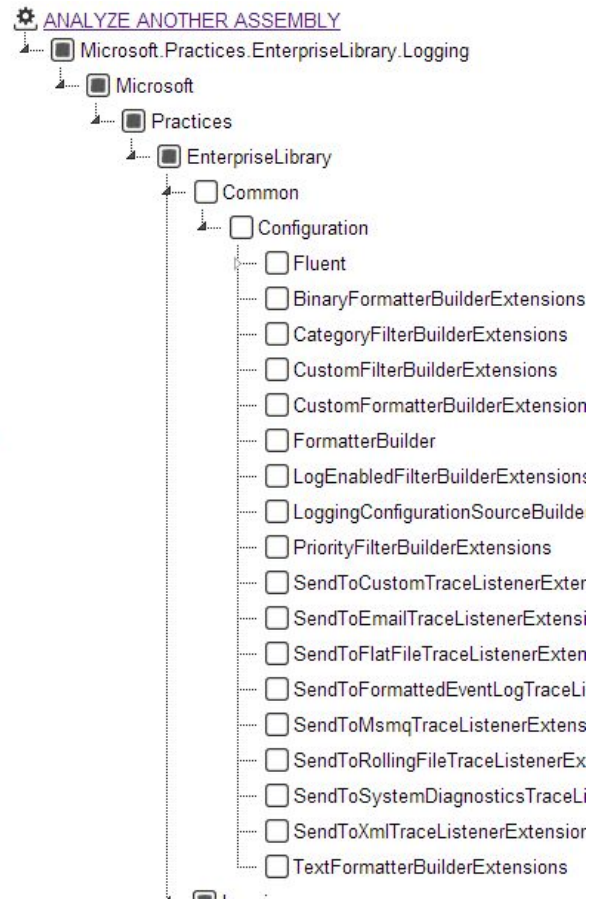 ANALYZE ANOTHER ASSEMBLY
Microsoft.Practices.EnterpriseLibrary.Logging
Microsoft
Practices
EnterpriseLibrary
Common
Configuration
Fluent
BinaryFormatterBuilderExtensions
CategoryFilterBuilderExtensions
CustomFilterBuilderExtensions
CustomFormatterBuilderExtension
FormatterBuilder
LogEnabledFilterBuilderExtensions
LoggingConfigurationSourceBuilde
PriorityFilterBuilderExtensions
SendToCustomTraceListenerExter
SendToEmailTraceListenerExtensi
SendToFlatFileTraceListenerExten
SendToFormattedEventLogTraceLi
SendToMsmqTraceListenerExtens
SendToRollingFileTraceListenerEx
SendToSystemDiagnosticsTraceLi
SendToXmlTraceListenerExtension
TextFormatterBuilderExtensions